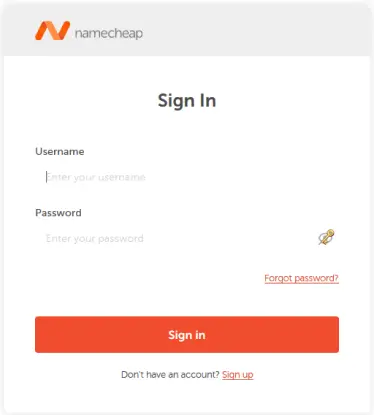 namecheap
Sign In
Username
Enter your username
Password
Enter your password
Forgot password?
Sign in
Don't have an account? Sign up